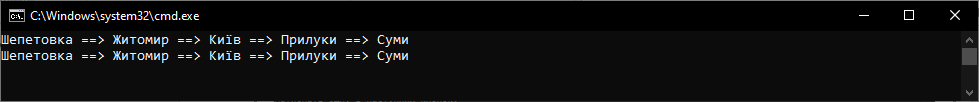 C:\Windows\system32\cmd.exe
Шепетовка ==> Житомир ==> Київ ==> Прилуки ==> Суми
Шепетовка ==> Житомир ==> Київ ==> Прилуки ==> Суми